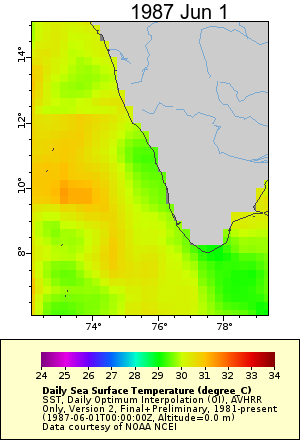 1987 Jun 1
14°
12°
10°
8°
74° 76° 78°
24 25 26 27 28 29 30 31 32 33 34
Daily Sea Surface Temperature (degree_C)
SST, Daily Optimum Interpolation (OI), AVHRR
Only, Version 2, Final+Preliminary, 1981-present
(1987-06-01T00:00:00Z, Altitude=0.0 m)
Data courtesy of NOAA NCEI